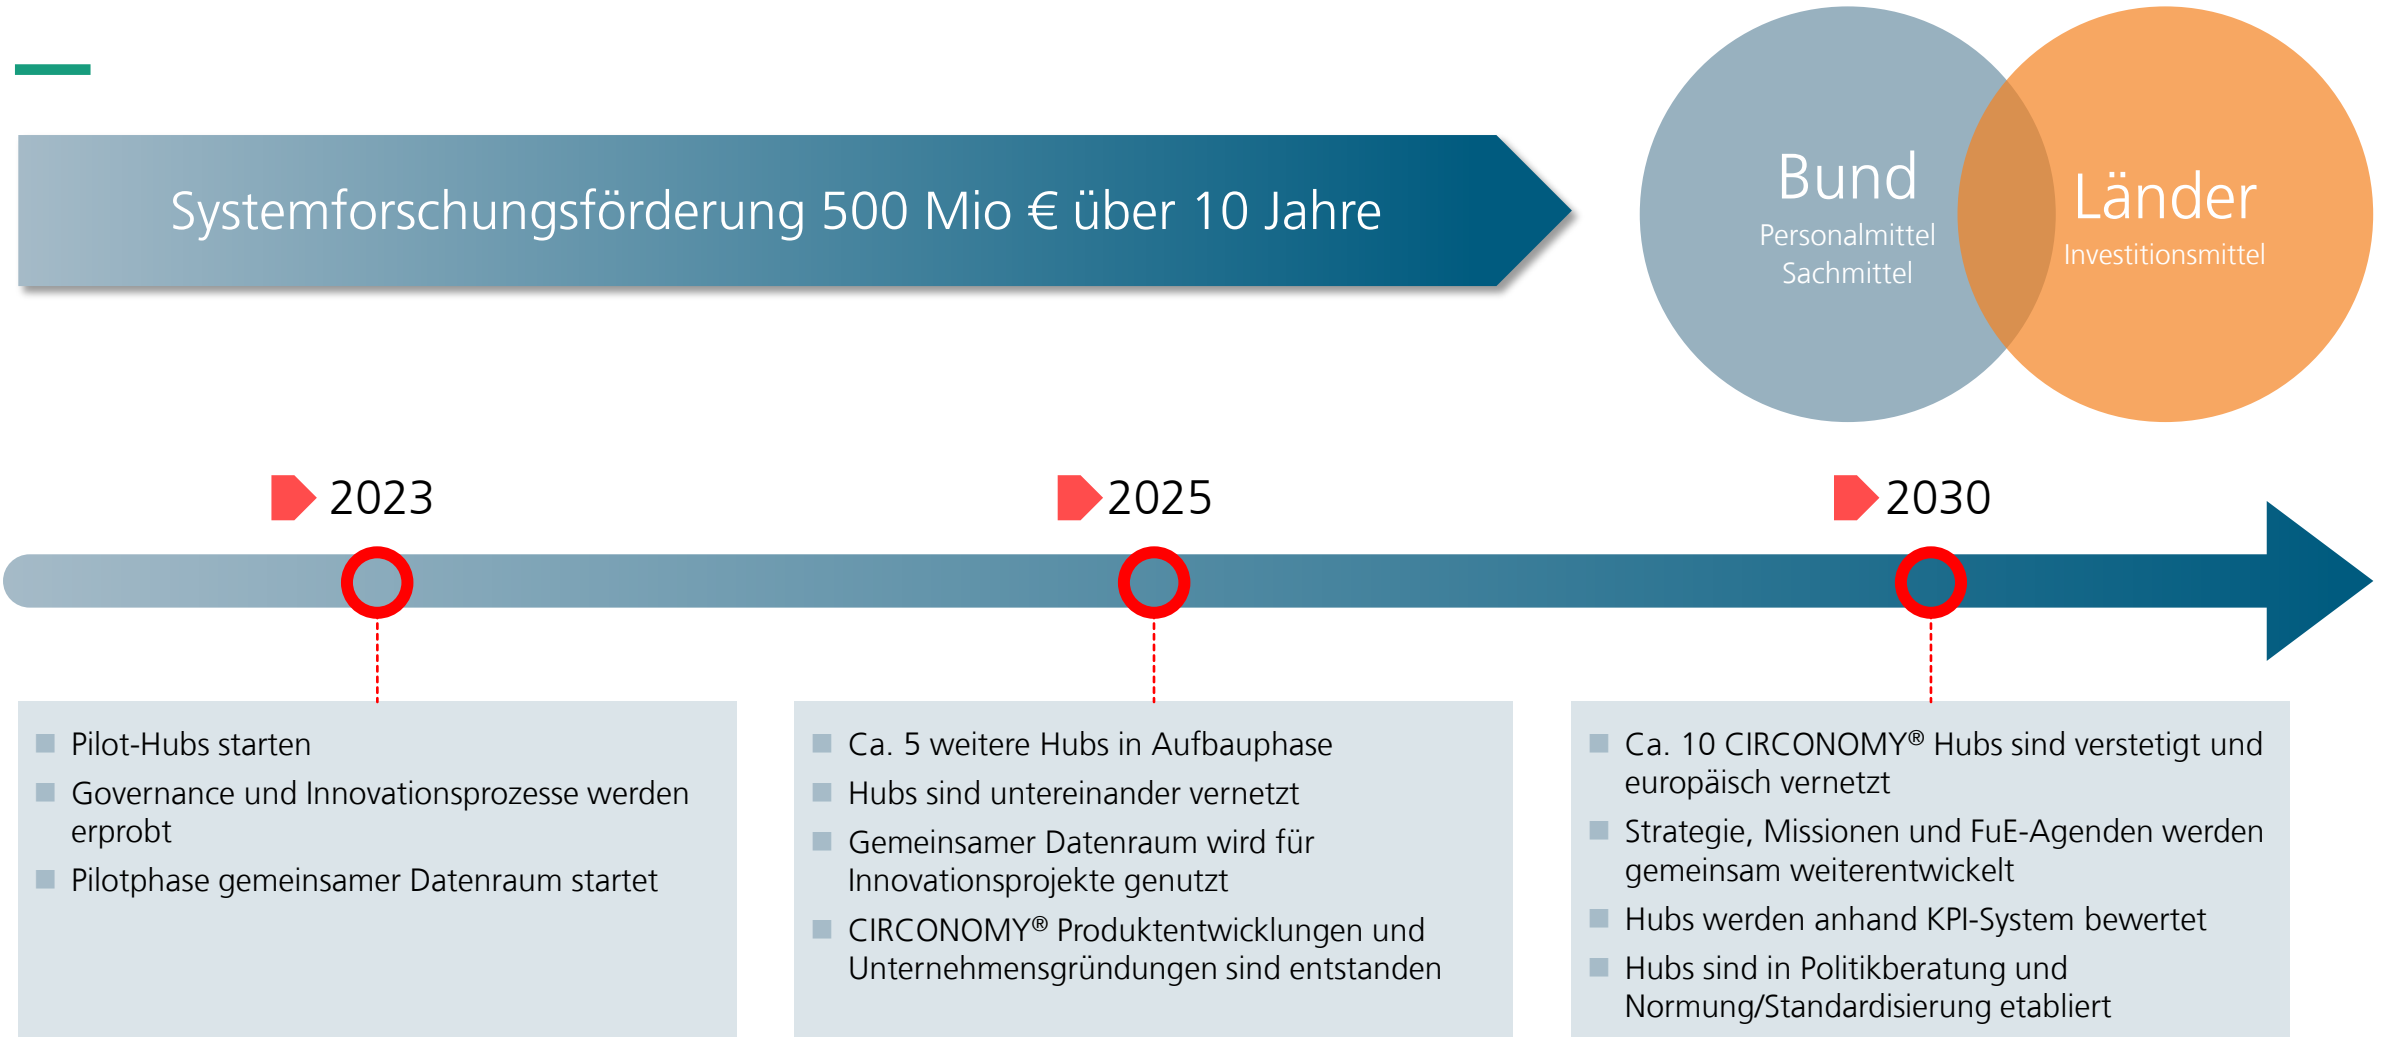 Systemforschungsförderung 500 Mio € über 10 Jahre
Bund
Personalmittel
Sachmittel
Länder
Investitionsmittel
2023
2025
2030
Pilot-Hubs starten
Governance und Innovationsprozesse werden
erprobt
Pilotphase gemeinsamer Datenraum startet
Ca. 5 weitere Hubs in Aufbauphase
Hubs sind untereinander vernetzt
Gemeinsamer Datenraum wird für
Innovationsprojekte genutzt
CIRCONOMY® Produktentwicklungen und
Unternehmensgründungen sind entstanden
Ca. 10 CIRCONOMY® Hubs sind verstetigt und
europäisch vernetzt
Strategie, Missionen und FuE-Agenden werden
gemeinsam weiterentwickelt
Hubs werden anhand KPI-System bewertet
Hubs sind in Politikberatung und
Normung/Standardisierung etabliert